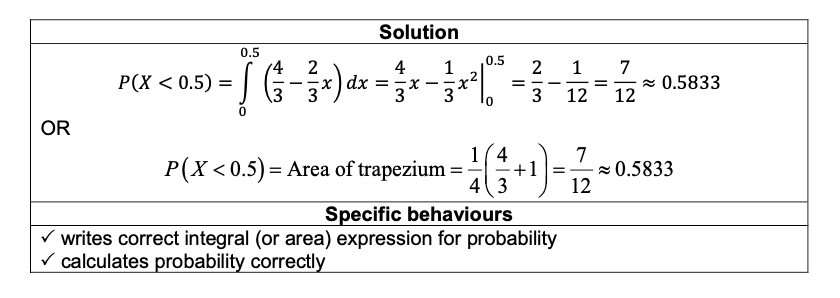 Solution
P(X < 0.5) = ∫₀^0.5 (4/3 − 2/3 x) dx = 4/3 x − 1/3 x² |₀^0.5 = 2/3 − 1/12 = 7/12 ≈ 0.5833
OR
P(X < 0.5) = Area of trapezium = 1/4 (4/3 + 1) = 7/12 ≈ 0.5833
Specific behaviours
✓ writes correct integral (or area) expression for probability
✓ calculates probability correctly